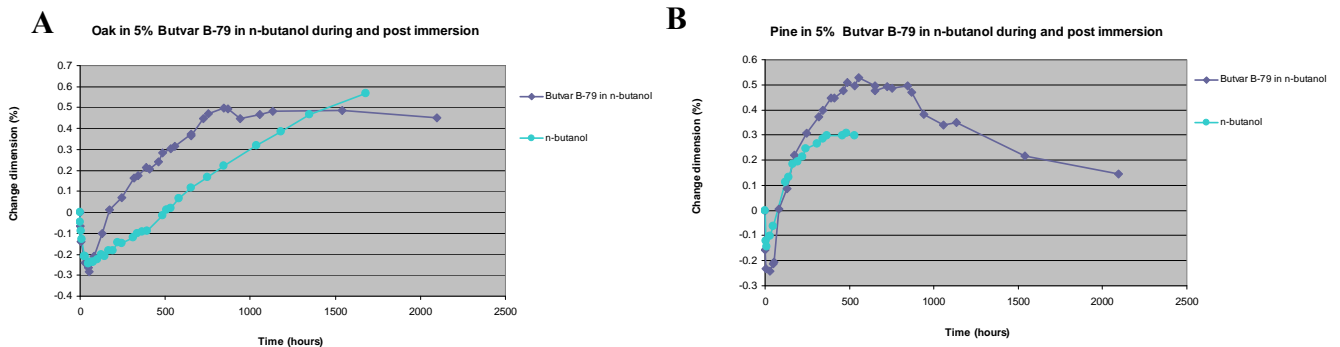 A
Oak in 5% Butvar B-79 in n-butanol during and post immersion
Change dimension (%)
0.7
0.6
0.5
0.4
0.3
0.2
0.1
0
-0.1
-0.2
-0.3
-0.4
0 500 1000 1500 2000 2500
Time (hours)
Butvar B-79 in n-butanol
n-butanol
B
Pine in 5% Butvar B-79 in n-butanol during and post immersion
Change dimension (%)
0.6
0.5
0.4
0.3
0.2
0.1
0
-0.1
-0.2
-0.3
0 500 1000 1500 2000 2500
Time (hours)
Butvar B-79 in n-butanol
n-butanol